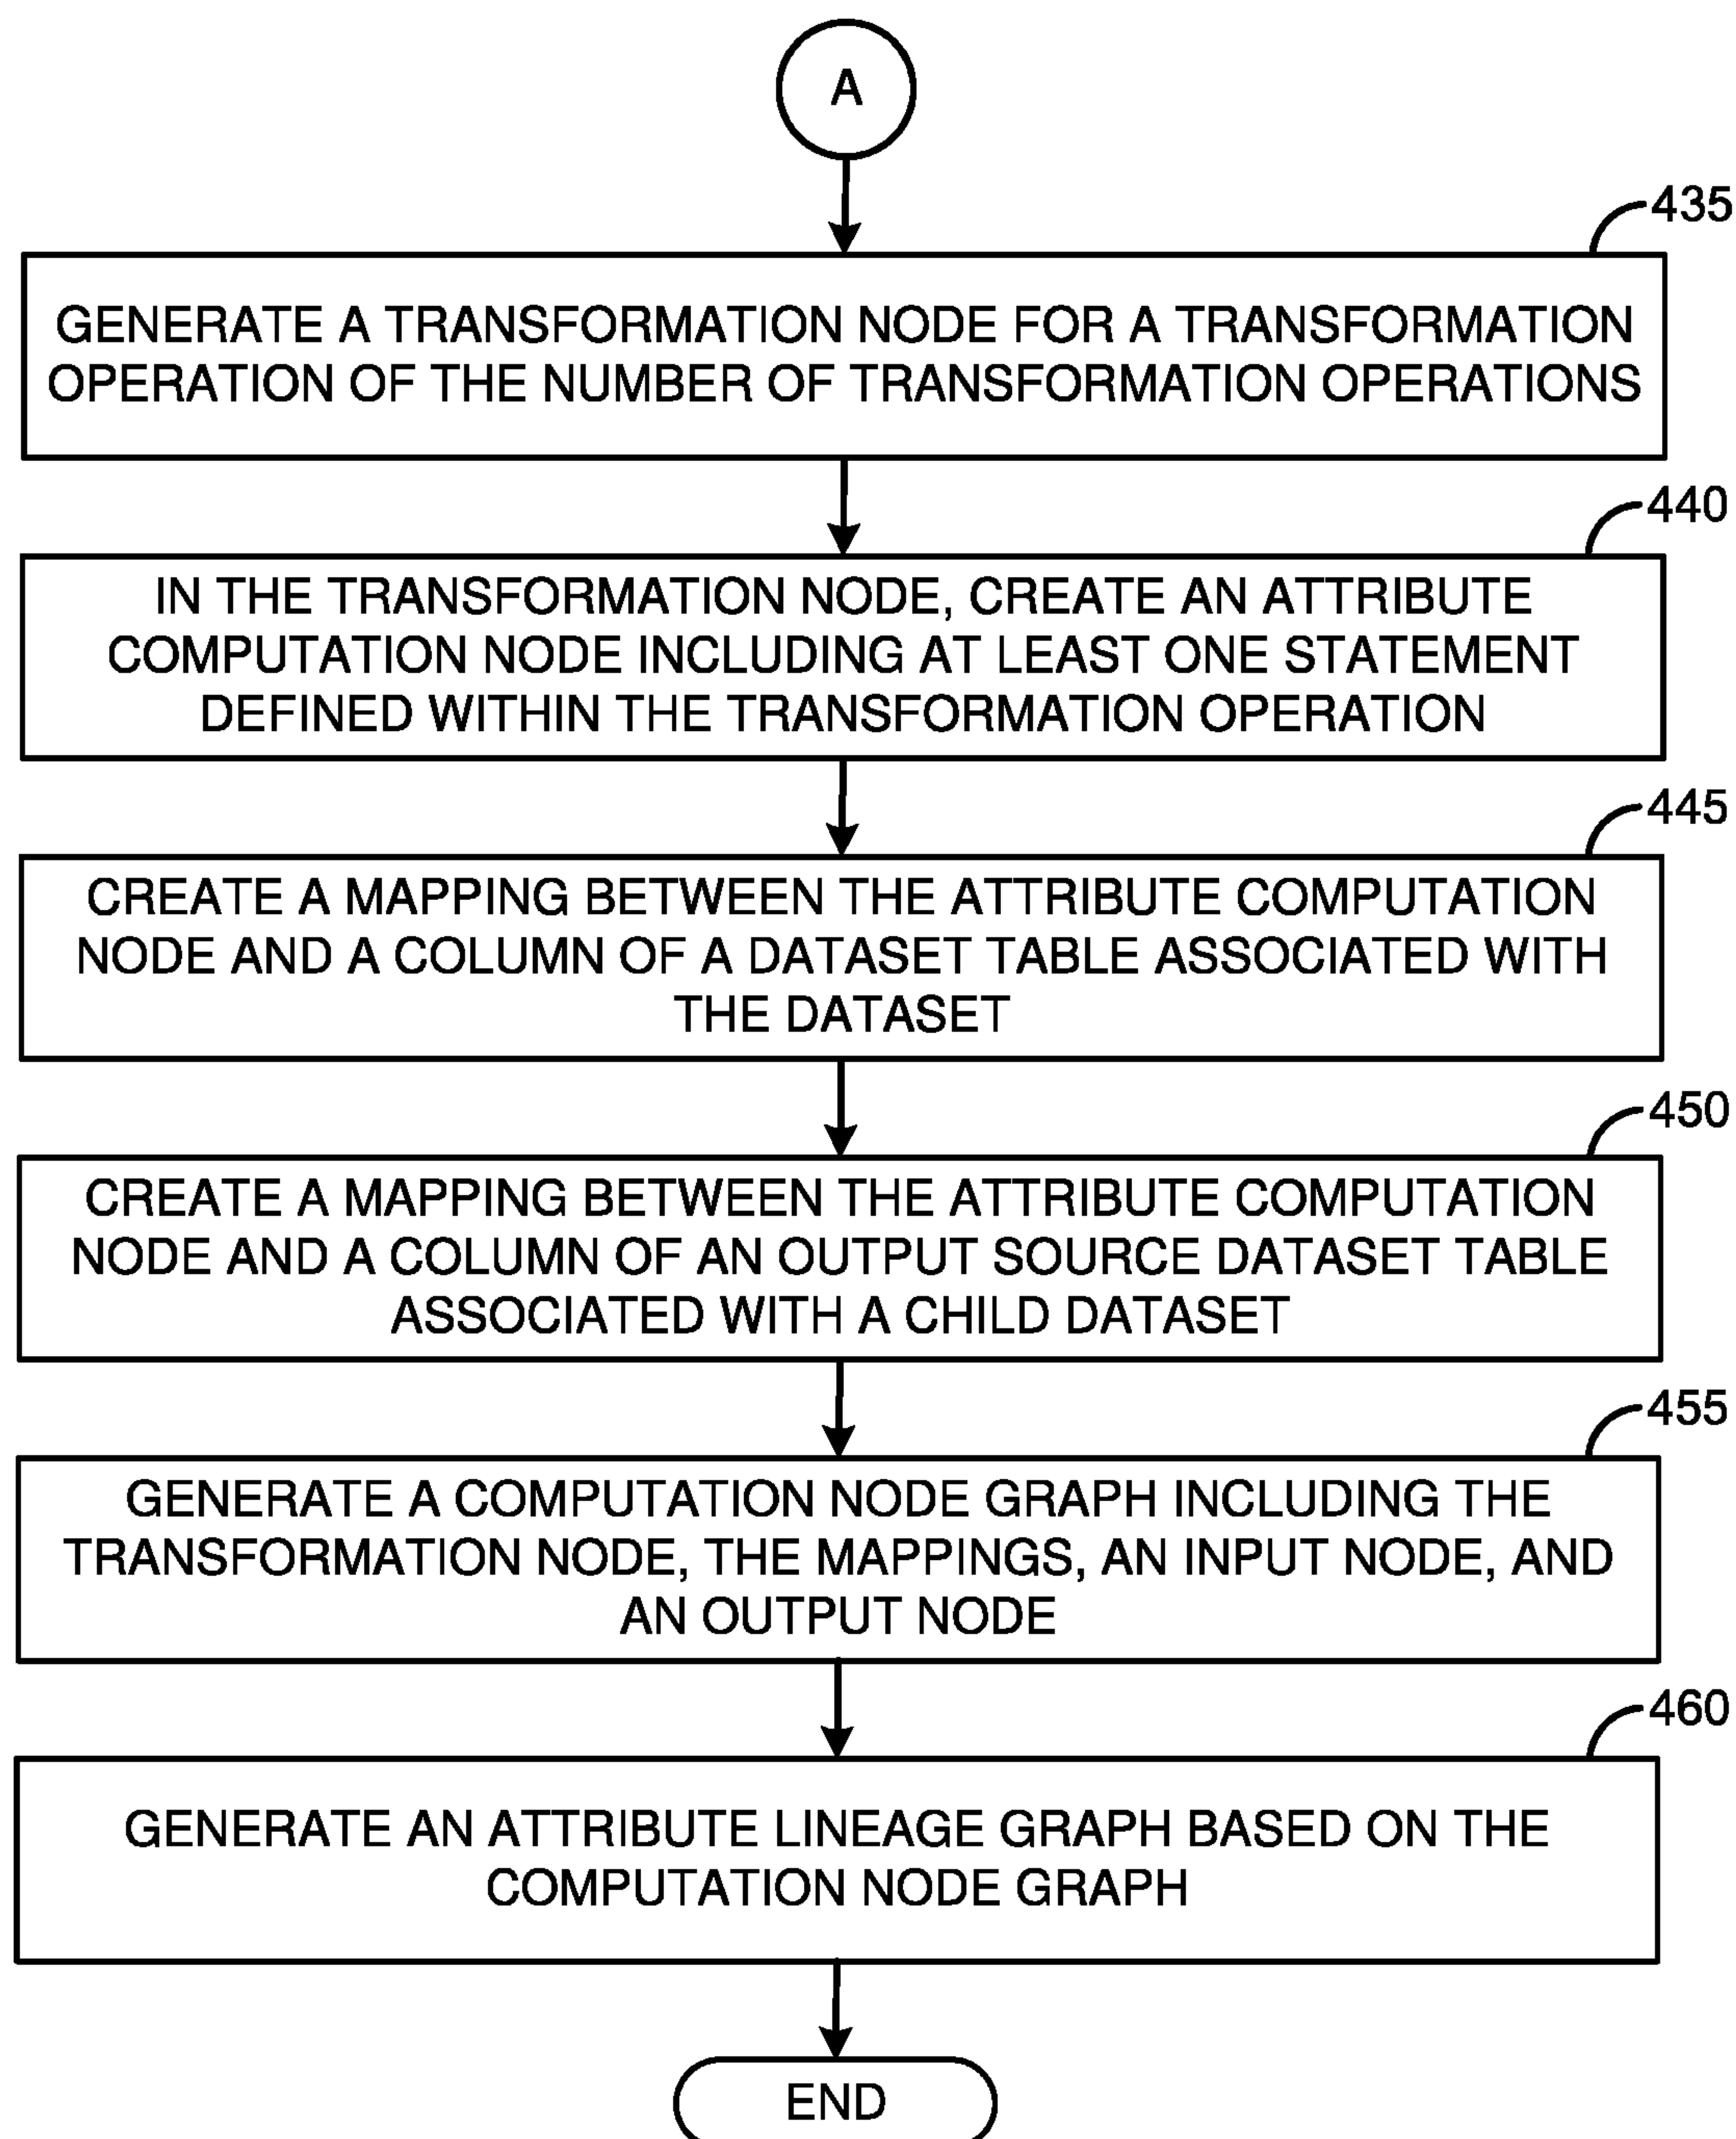 A
435
GENERATE A TRANSFORMATION NODE FOR A TRANSFORMATION
OPERATION OF THE NUMBER OF TRANSFORMATION OPERATIONS
440
IN THE TRANSFORMATION NODE, CREATE AN ATTRIBUTE
COMPUTATION NODE INCLUDING AT LEAST ONE STATEMENT
DEFINED WITHIN THE TRANSFORMATION OPERATION
445
CREATE A MAPPING BETWEEN THE ATTRIBUTE COMPUTATION
NODE AND A COLUMN OF A DATASET TABLE ASSOCIATED WITH
THE DATASET
450
CREATE A MAPPING BETWEEN THE ATTRIBUTE COMPUTATION
NODE AND A COLUMN OF AN OUTPUT SOURCE DATASET TABLE
ASSOCIATED WITH A CHILD DATASET
455
GENERATE A COMPUTATION NODE GRAPH INCLUDING THE
TRANSFORMATION NODE, THE MAPPINGS, AN INPUT NODE, AND
AN OUTPUT NODE
460
GENERATE AN ATTRIBUTE LINEAGE GRAPH BASED ON THE
COMPUTATION NODE GRAPH
END